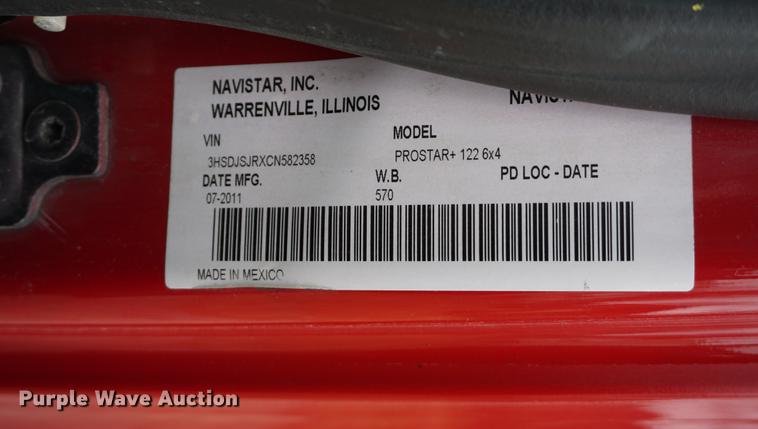 NAVISTAR, INC.
WARRENVILLE, ILLINOIS
VIN
MODEL
3HSDJSJRXCN582358
PROSTAR+ 122 6x4
DATE MFG.
W.B.
PD LOC - DATE
07-2011
570
MADE IN MEXICO
Purple Wave Auction